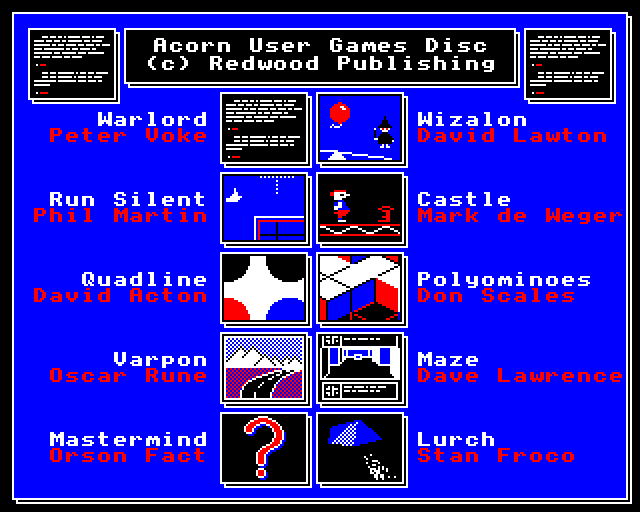 Acorn User Games Disc
(c) Redwood Publishing
Warlord
Peter Voke
Wizalon
David Lawton
Run Silent
Phil Martin
Castle
Mark de Weger
Quadline
David Acton
Polyominoes
Don Scales
Varpon
Oscar Rune
Maze
Dave Lawrence
Mastermind
Orson Fact
?
Lurch
Stan Froco